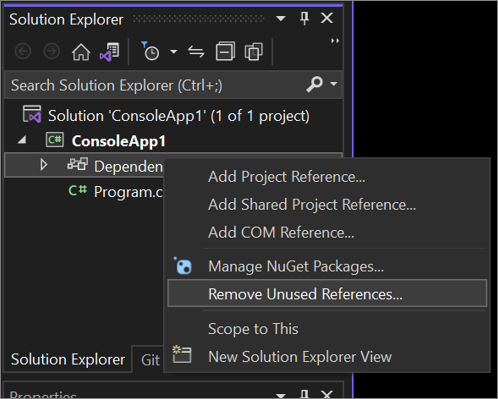 Solution Explorer
Search Solution Explorer (Ctrl+;)
Solution 'ConsoleApp1' (1 of 1 project)
C# ConsoleApp1
Dependen
C# Program.c
Add Project Reference...
Add Shared Project Reference...
Add COM Reference...
Manage NuGet Packages...
Remove Unused References...
Scope to This
New Solution Explorer View
Solution Explorer Git
Properties